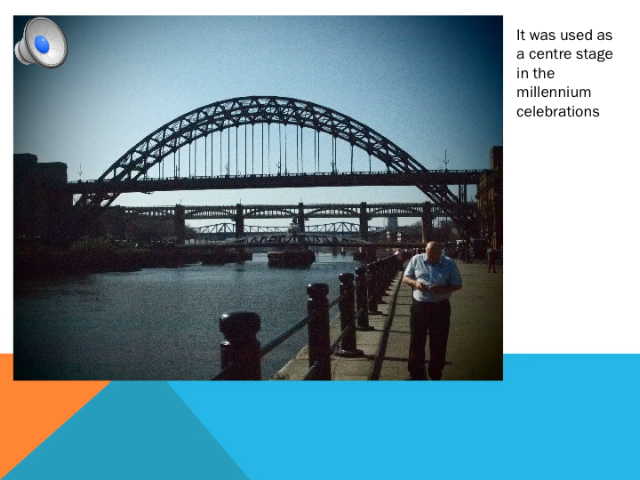 It was used as
a centre stage
in the
millennium
celebrations